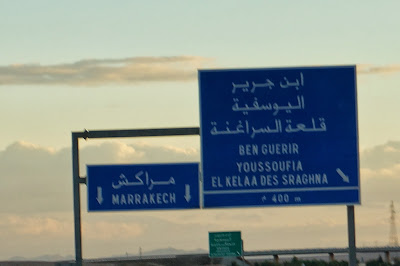 ابن جرير
اليوسفية
قلعة السراغنة
BEN GUERIR
YOUSSOUFIA
EL KELAA DES SRAGHNA
400 m
مراكش
MARRAKECH